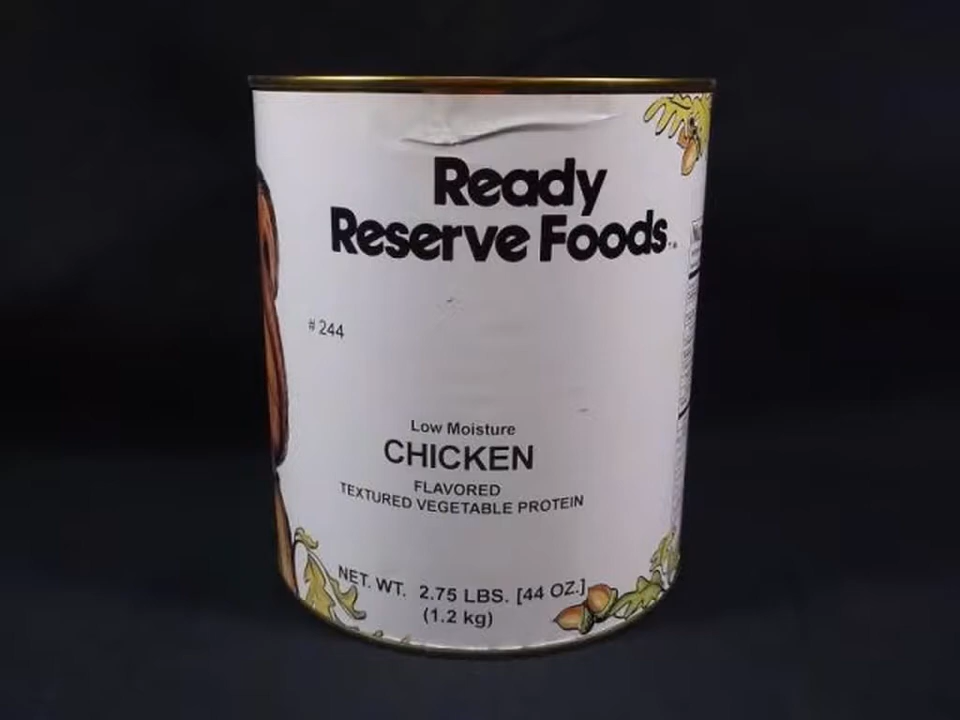 Ready
Reserve Foods™
# 244
Low Moisture
CHICKEN
FLAVORED
TEXTURED VEGETABLE PROTEIN
NET. WT. 2.75 LBS. [44 OZ.]
(1.2 kg)